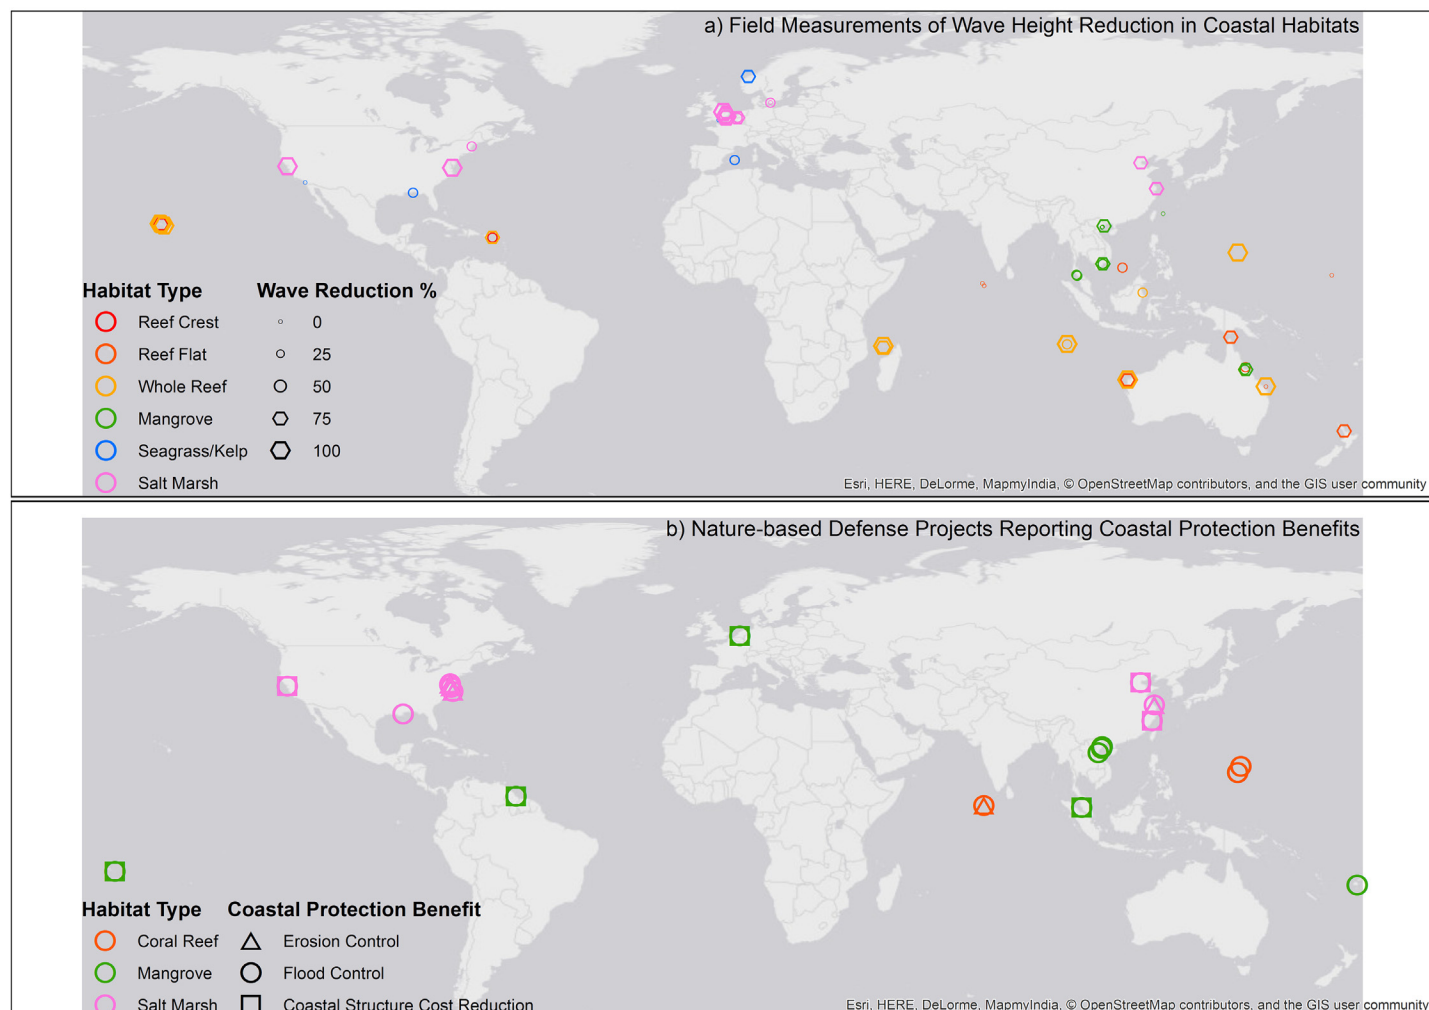 a) Field Measurements of Wave Height Reduction in Coastal Habitats
Habitat Type
Wave Reduction %
Reef Crest
0
Reef Flat
25
Whole Reef
50
Mangrove
75
Seagrass/Kelp
100
Salt Marsh
Esri, HERE, DeLorme, MapmyIndia, © OpenStreetMap contributors, and the GIS user community
b) Nature-based Defense Projects Reporting Coastal Protection Benefits
Habitat Type
Coastal Protection Benefit
Coral Reef
Erosion Control
Mangrove
Flood Control
Salt Marsh
Coastal Structure Cost Reduction
Esri, HERE, DeLorme, MapmyIndia, © OpenStreetMap contributors, and the GIS user community